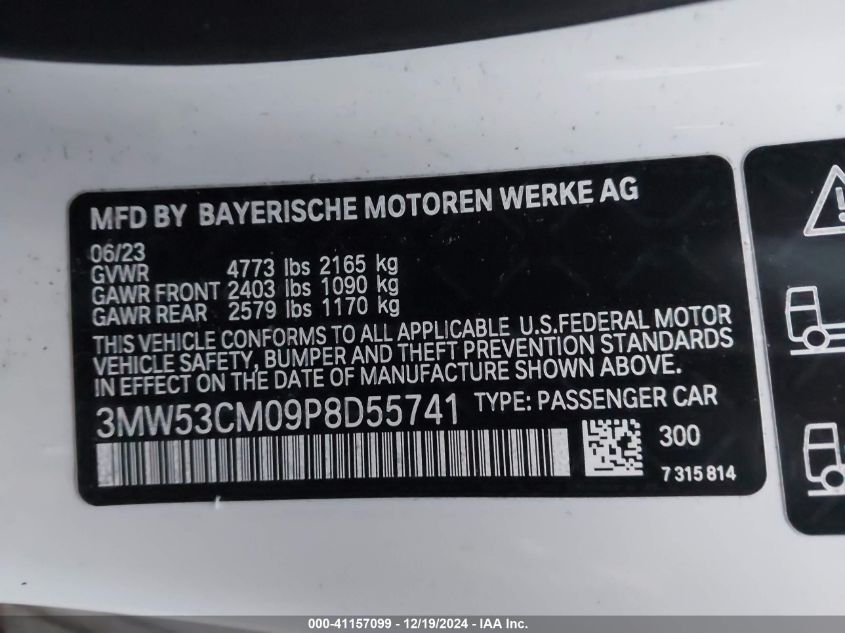 MFD BY BAYERISCHE MOTOREN WERKE AG
06/23
GVWR 4773 lbs 2165 kg
GAWR FRONT 2403 lbs 1090 kg
GAWR REAR 2579 lbs 1170 kg
THIS VEHICLE CONFORMS TO ALL APPLICABLE U.S.FEDERAL MOTOR
VEHICLE SAFETY, BUMPER AND THEFT PREVENTION STANDARDS
IN EFFECT ON THE DATE OF MANUFACTURE SHOWN ABOVE.
3MW53CM09P8D55741 TYPE: PASSENGER CAR
300
7 315 814
000-41157099 - 12/19/2024 - IAA Inc.